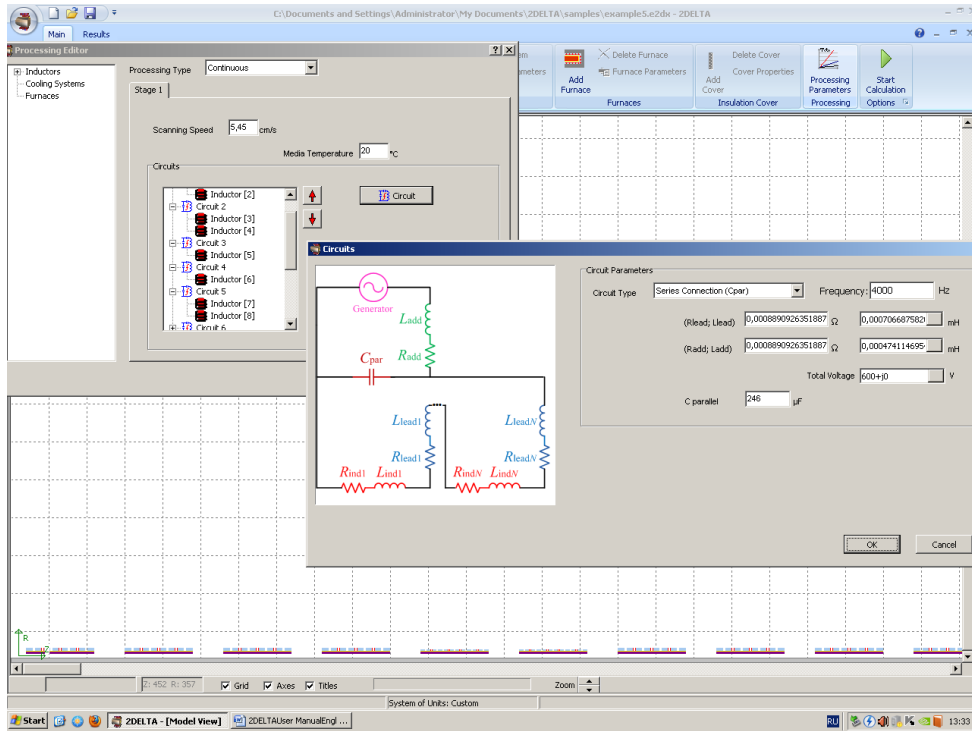 C:\Documents and Settings\Administrator\My Documents\2DELTA\samples\example5.e2dx - 2DELTA
Main Results
Processing Editor
Inductors
Cooling Systems
Furnaces
Processing Type Continuous
Stage 1
Scanning Speed 5,45 cm/s
Media Temperature 20 °C
Circuits
Inductor [2]
Circuit 2
Inductor [3]
Inductor [4]
Circuit 3
Inductor [5]
Circuit 4
Inductor [6]
Circuit 5
Inductor [7]
Inductor [8]
Circuit 6
Circuit
Add Furnace
Delete Furnace
Furnace Parameters
Furnaces
Add Cover
Delete Cover
Cover Properties
Insulation Cover
Processing Parameters
Processing
Start Calculation
Options
Circuits
Generator
Ladd
Radd
Cpar
Llead1 LleadN
Rlead1 RleadN
Rind1 Lind1 RindN LindN
Circuit Parameters
Circuit Type Series Connection (Cpar) Frequency: 4000 Hz
(Rlead; Llead) 0,0008890926351887 Ω mH
(Radd; Ladd) 0,0008890926351887 Ω mH
Total Voltage 600+j0 V
C parallel 246 µF
OK Cancel
R
Z
Z: 452 R: 357 Grid Axes Titles Zoom
System of Units: Custom
Start 2DELTA - [Model View] 2DELTAUser ManualEngl ... RU 13:33